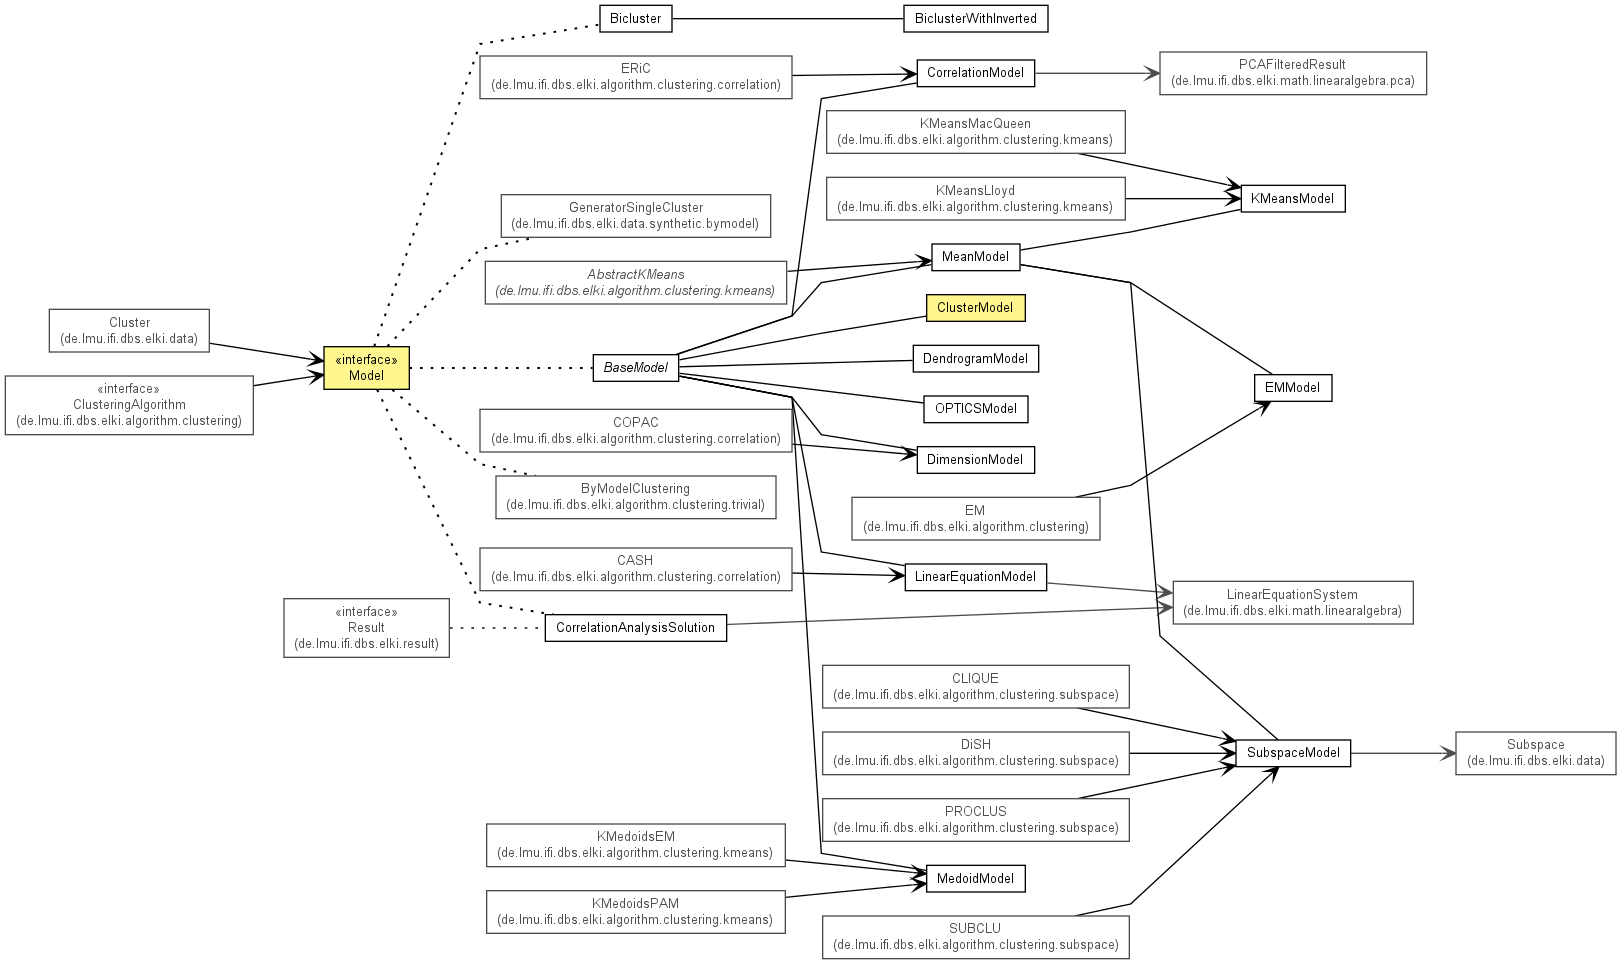 Bicluster
BiclusterWithInverted
ERiC
(de.lmu.ifi.dbs.elki.algorithm.clustering.correlation)
CorrelationModel
PCAFilteredResult
(de.lmu.ifi.dbs.elki.math.linearalgebra.pca)
KMeansMacQueen
(de.lmu.ifi.dbs.elki.algorithm.clustering.kmeans)
KMeansLloyd
(de.lmu.ifi.dbs.elki.algorithm.clustering.kmeans)
KMeansModel
GeneratorSingleCluster
(de.lmu.ifi.dbs.elki.data.synthetic.bymodel)
MeanModel
AbstractKMeans
(de.lmu.ifi.dbs.elki.algorithm.clustering.kmeans)
ClusterModel
Cluster
(de.lmu.ifi.dbs.elki.data)
«interface»
Model
BaseModel
DendrogramModel
«interface»
ClusteringAlgorithm
(de.lmu.ifi.dbs.elki.algorithm.clustering)
EMModel
OPTICSModel
COPAC
(de.lmu.ifi.dbs.elki.algorithm.clustering.correlation)
DimensionModel
ByModelClustering
(de.lmu.ifi.dbs.elki.algorithm.clustering.trivial)
EM
(de.lmu.ifi.dbs.elki.algorithm.clustering)
CASH
(de.lmu.ifi.dbs.elki.algorithm.clustering.correlation)
LinearEquationModel
LinearEquationSystem
(de.lmu.ifi.dbs.elki.math.linearalgebra)
«interface»
Result
(de.lmu.ifi.dbs.elki.result)
CorrelationAnalysisSolution
CLIQUE
(de.lmu.ifi.dbs.elki.algorithm.clustering.subspace)
DiSH
(de.lmu.ifi.dbs.elki.algorithm.clustering.subspace)
SubspaceModel
Subspace
(de.lmu.ifi.dbs.elki.data)
PROCLUS
(de.lmu.ifi.dbs.elki.algorithm.clustering.subspace)
KMedoidsEM
(de.lmu.ifi.dbs.elki.algorithm.clustering.kmeans)
MedoidModel
KMedoidsPAM
(de.lmu.ifi.dbs.elki.algorithm.clustering.kmeans)
SUBCLU
(de.lmu.ifi.dbs.elki.algorithm.clustering.subspace)